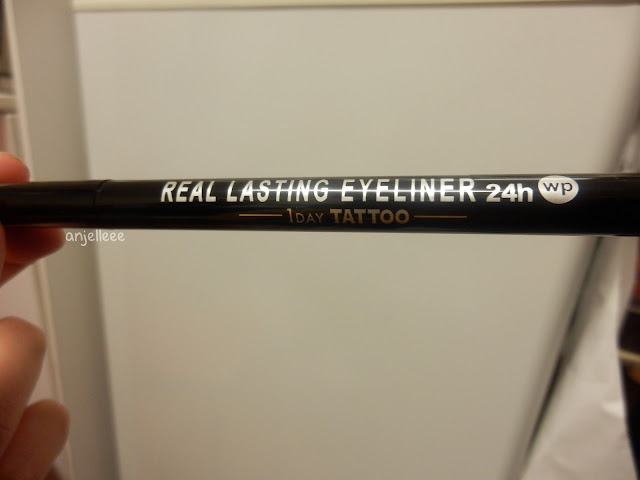 REAL LASTING EYELINER 24h wp
1DAY TATTOO
anjelleee